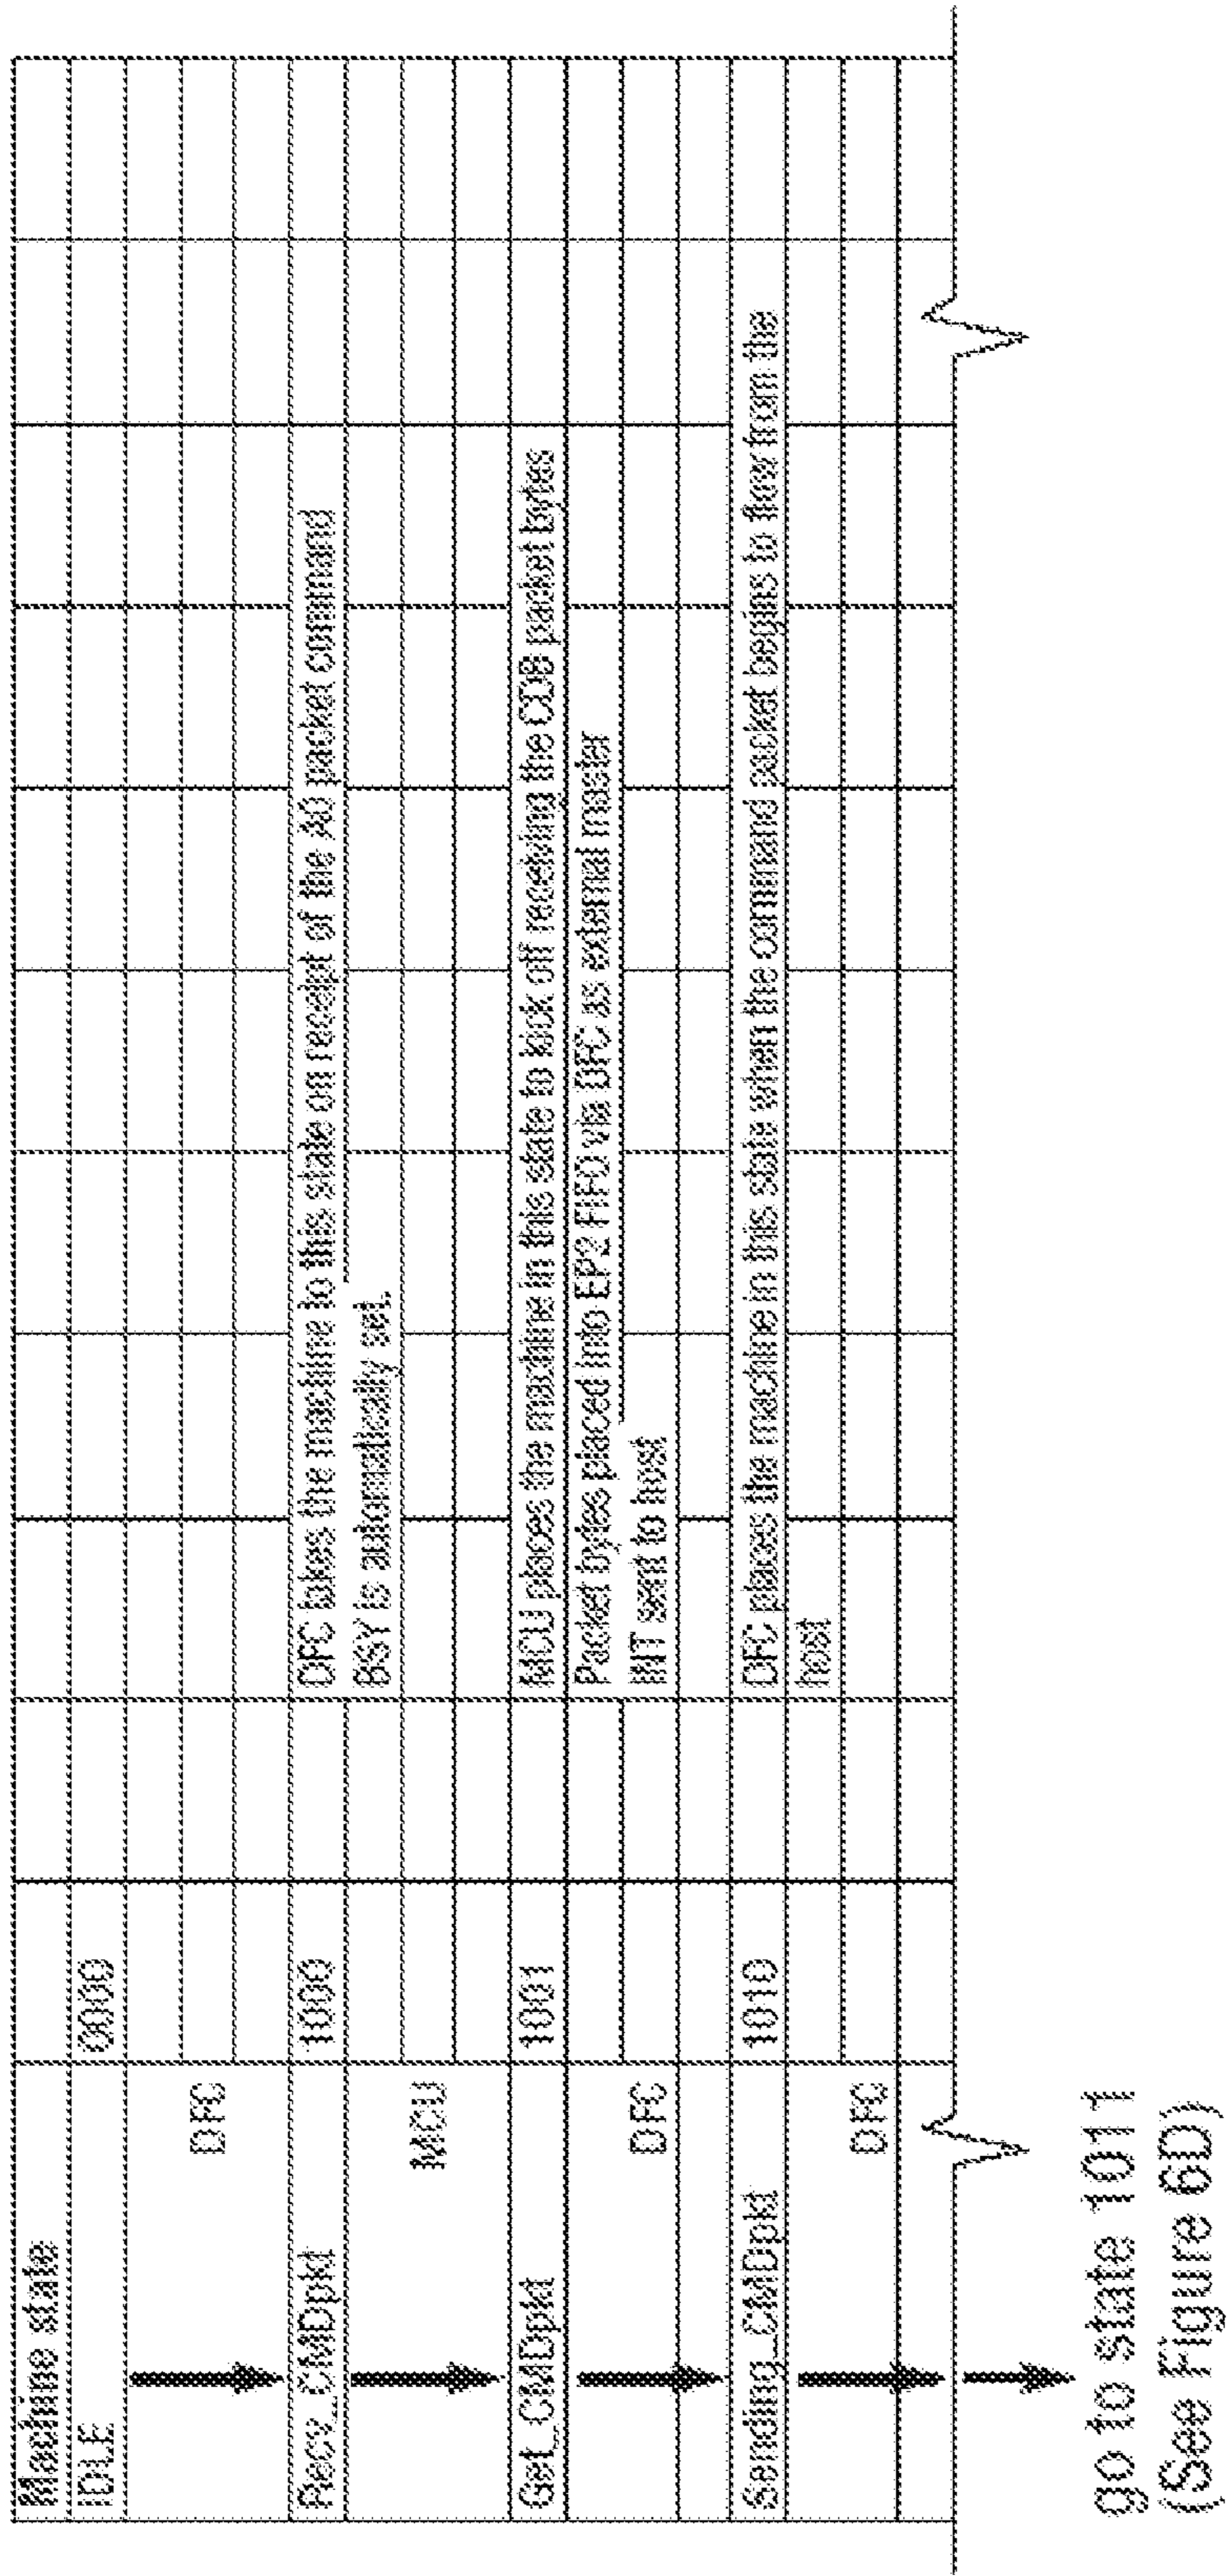 Machine state
IDLE 0000
DFC
Recv_CMDpkt 1000 DFC takes the machine to this state on receipt of the A0 packet command
BSY is automatically set.
MCU
Get_CMDpkt 1001 MCU places the machine in this state to kick off receiving the CDB packet bytes
Packet bytes placed into EP2 FIFO via DFC as external master
DFC INT sent to host
Sending_CMDpkt 1010 DFC places the machine in this state when the command packet begins to flow from the
host
DFC
go to state 1011
(See Figure 6D)